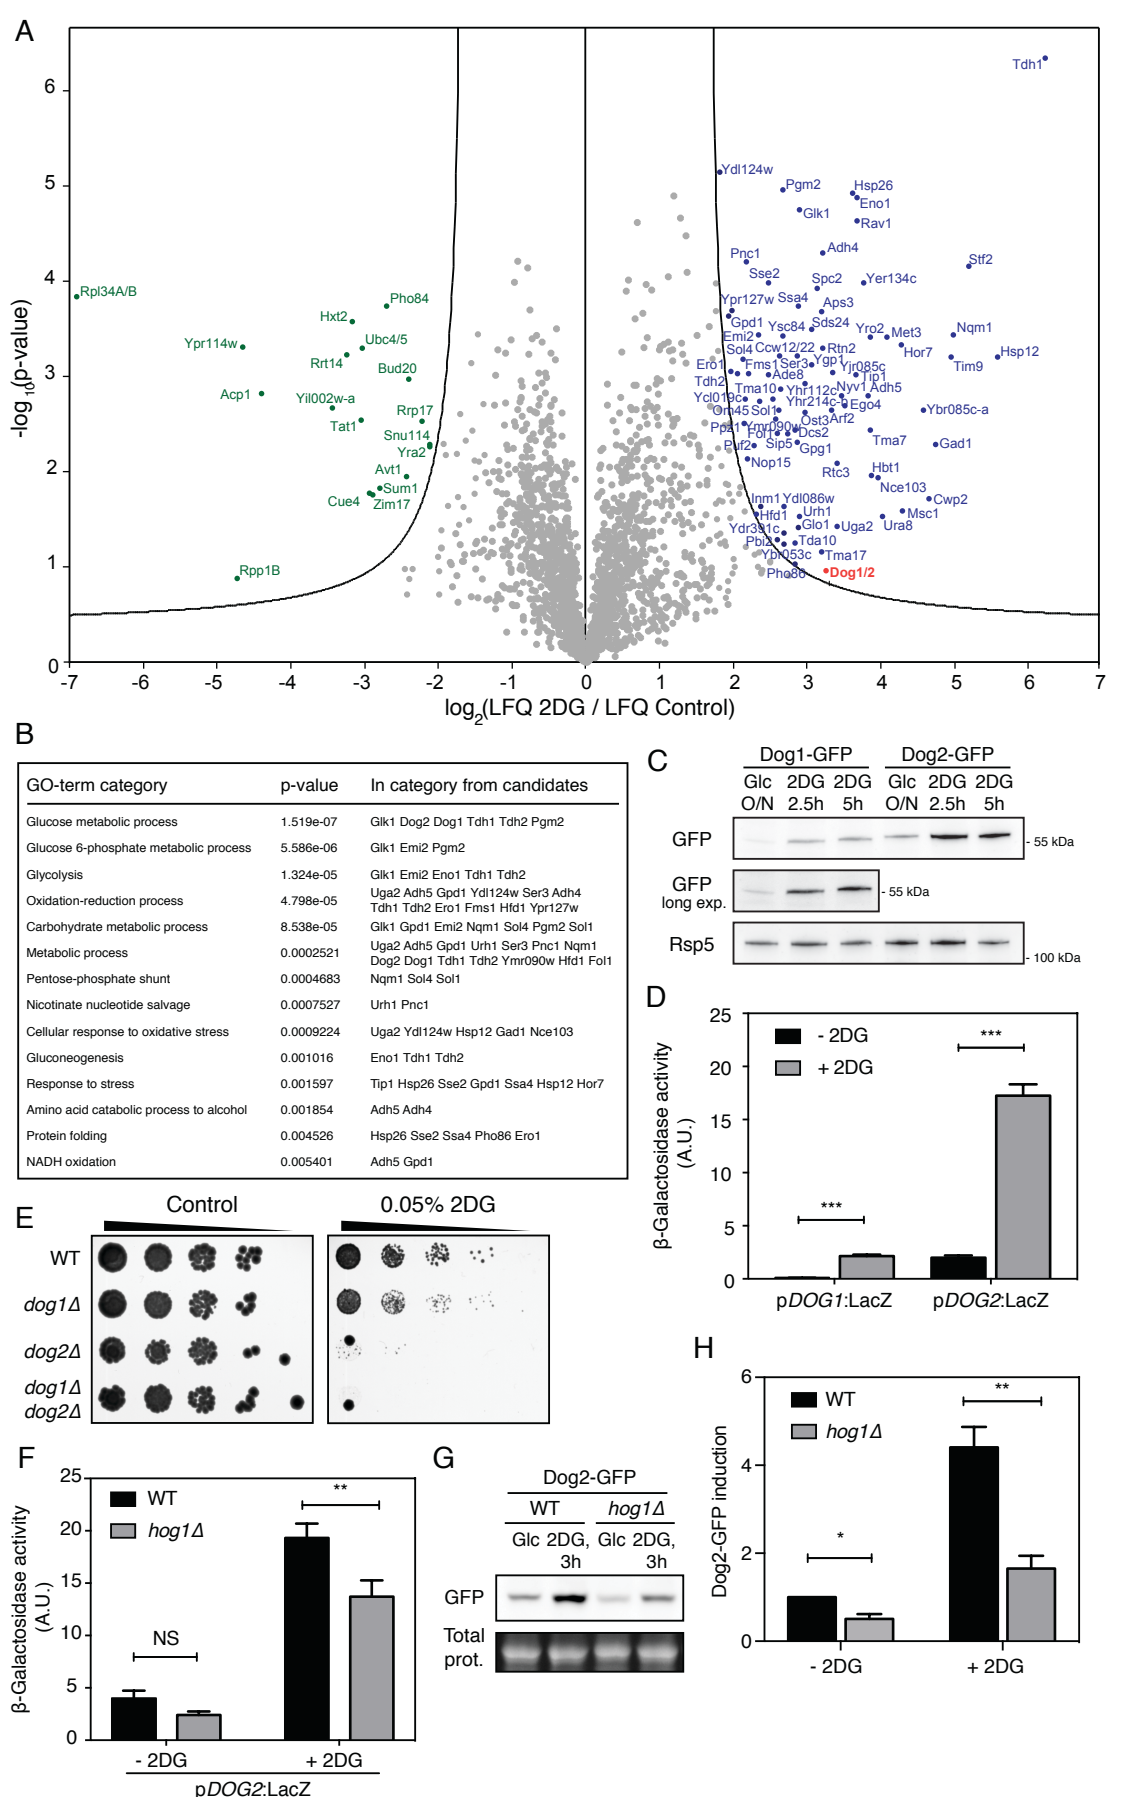 A
-log10(p-value)
6
5
4
3
2
1
0
-7
-6
-5
-4
-3
-2
-1
0
1
2
3
4
5
6
7
log2(LFQ 2DG / LFQ Control)
Rpl34A/B
Pho84
Hxt2
Ypr114w
Ubc4/5
Rrt14
Bud20
Acp1
Yil002w-a
Rrp17
Tat1
Snu114
Yra2
Avt1
Sum1
Cue4
Zim17
Rpp1B
Tdh1
Ydl124w
Pgm2
Hsp26
Eno1
Glk1
Rav1
Adh4
Pnc1
Stf2
Sse2
Spc2
Yer134c
Ypr127w
Ssa4
Aps3
Gpd1
Ysc84
Sds24
Yro2
Met3
Nqm1
Emi2
Sol4
Ccw12/22
Rtn2
Hor7
Hsp12
Ero1
Fms1
Ser3
Ygp1
Yjr085c
Tim9
Tdh2
Ade8
Tip1
Tma10
Yhr112c
Nyv1
Adh5
Ycl019c
Yhr214c-b
Ego4
Om45
Sol1
Ost3
Arf2
Ybr085c-a
Ppz1
Ymr090w
Fol1
Dcs2
Tma7
Puf2
Sip5
Gpg1
Gad1
Nop15
Rtc3
Hbt1
Nce103
Inm1
Ydl086w
Cwp2
Hfd1
Urh1
Msc1
Ydr391c
Glo1
Uga2
Ura8
Pbi2
Tda10
Ybr053c
Tma17
Pho86
Dog1/2
B
GO-term category p-value In category from candidates
Glucose metabolic process 1.519e-07 Glk1 Dog2 Dog1 Tdh1 Tdh2 Pgm2
Glucose 6-phosphate metabolic process 5.586e-06 Glk1 Emi2 Pgm2
Glycolysis 1.324e-05 Glk1 Emi2 Eno1 Tdh1 Tdh2
Oxidation-reduction process 4.798e-05 Uga2 Adh5 Gpd1 Ydl124w Ser3 Adh4
Tdh1 Tdh2 Ero1 Fms1 Hfd1 Ypr127w
Carbohydrate metabolic process 8.538e-05 Glk1 Gpd1 Emi2 Nqm1 Sol4 Pgm2 Sol1
Metabolic process 0.0002521 Uga2 Adh5 Gpd1 Urh1 Ser3 Pnc1 Nqm1
Dog2 Dog1 Tdh1 Tdh2 Ymr090w Hfd1 Fol1
Pentose-phosphate shunt 0.0004683 Nqm1 Sol4 Sol1
Nicotinate nucleotide salvage 0.0007527 Urh1 Pnc1
Cellular response to oxidative stress 0.0009224 Uga2 Ydl124w Hsp12 Gad1 Nce103
Gluconeogenesis 0.001016 Eno1 Tdh1 Tdh2
Response to stress 0.001597 Tip1 Hsp26 Sse2 Gpd1 Ssa4 Hsp12 Hor7
Amino acid catabolic process to alcohol 0.001854 Adh5 Adh4
Protein folding 0.004526 Hsp26 Sse2 Ssa4 Pho86 Ero1
NADH oxidation 0.005401 Adh5 Gpd1
C
Dog1-GFP Dog2-GFP
Glc 2DG 2DG Glc 2DG 2DG
O/N 2.5h 5h O/N 2.5h 5h
GFP - 55 kDa
GFP
long exp. - 55 kDa
Rsp5 - 100 kDa
D
β-Galactosidase activity
(A.U.)
25
20
15
10
5
0
- 2DG
+ 2DG
***
***
pDOG1:LacZ pDOG2:LacZ
E
Control 0.05% 2DG
WT
dog1Δ
dog2Δ
dog1Δ
dog2Δ
F
β-Galactosidase activity
(A.U.)
25
20
15
10
5
0
WT
hog1Δ
NS
**
- 2DG + 2DG
pDOG2:LacZ
G
Dog2-GFP
WT hog1Δ
Glc 2DG, Glc 2DG,
3h 3h
GFP
Total
prot.
H
Dog2-GFP induction
6
4
2
0
WT
hog1Δ
*
**
- 2DG + 2DG